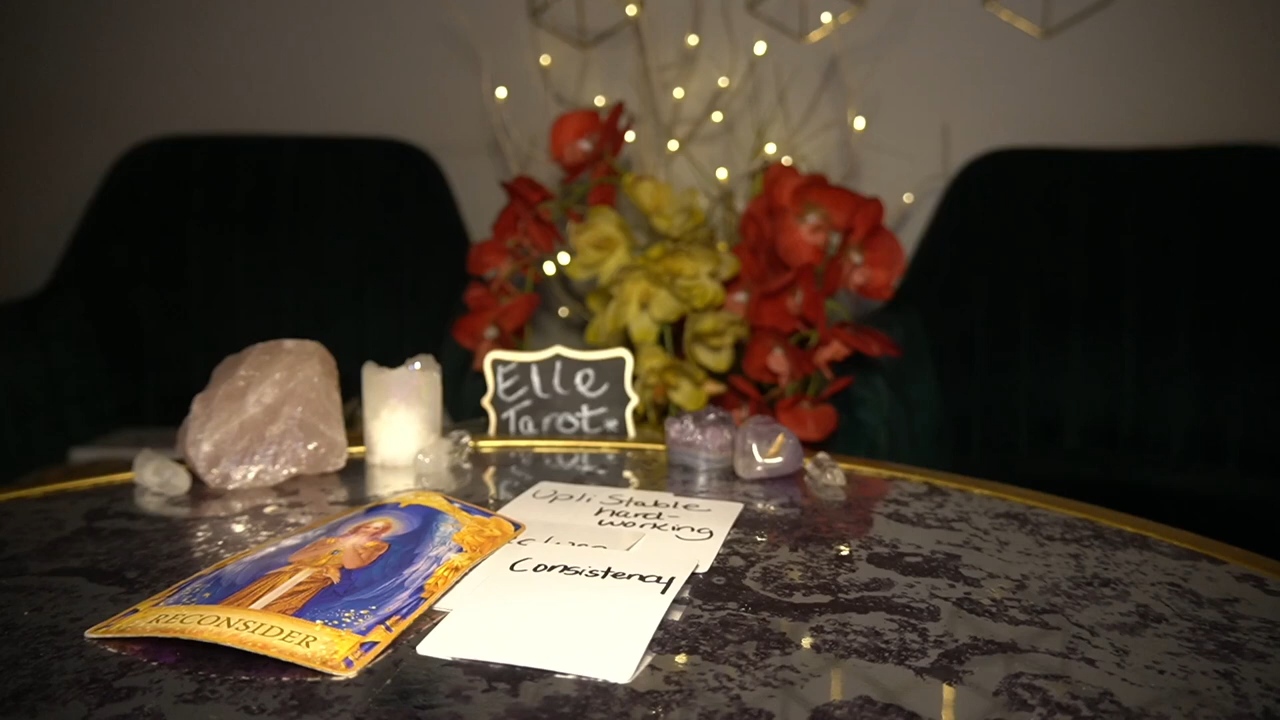 Elle
Tarot
Stable
hard-
working
Consistency
RECONSIDER